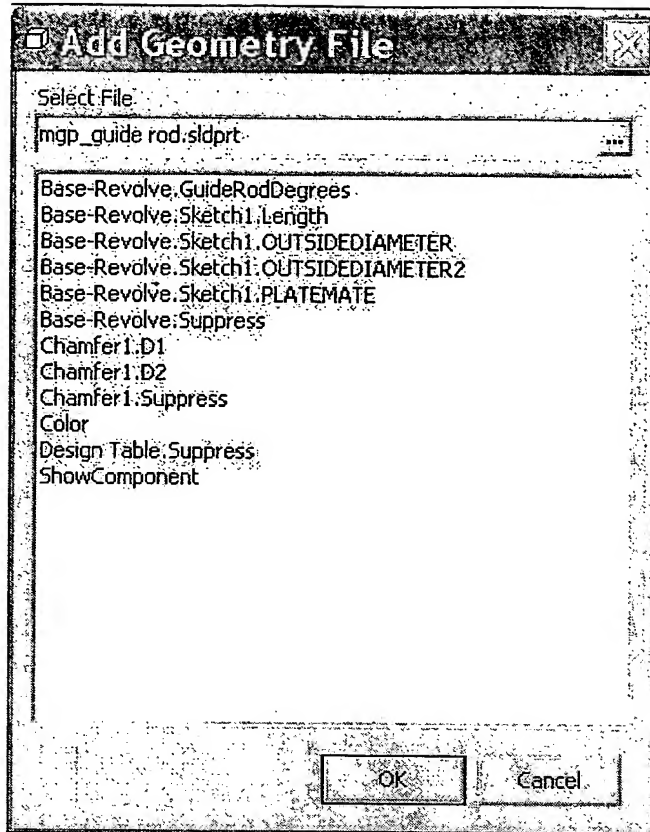 Add Geometry File
Select File
mgp_guide rod.sldprt
...
Base-Revolve.GuideRodDegrees
Base-Revolve.Sketch1.Length
Base-Revolve.Sketch1.OUTSIDEDIAMETER
Base-Revolve.Sketch1.OUTSIDEDIAMETER2
Base-Revolve.Sketch1.PLATEMATE
Base-Revolve.Suppress
Chamfer1.D1
Chamfer1.D2
Chamfer1.Suppress
Color
Design Table.Suppress
ShowComponent
OK Cancel